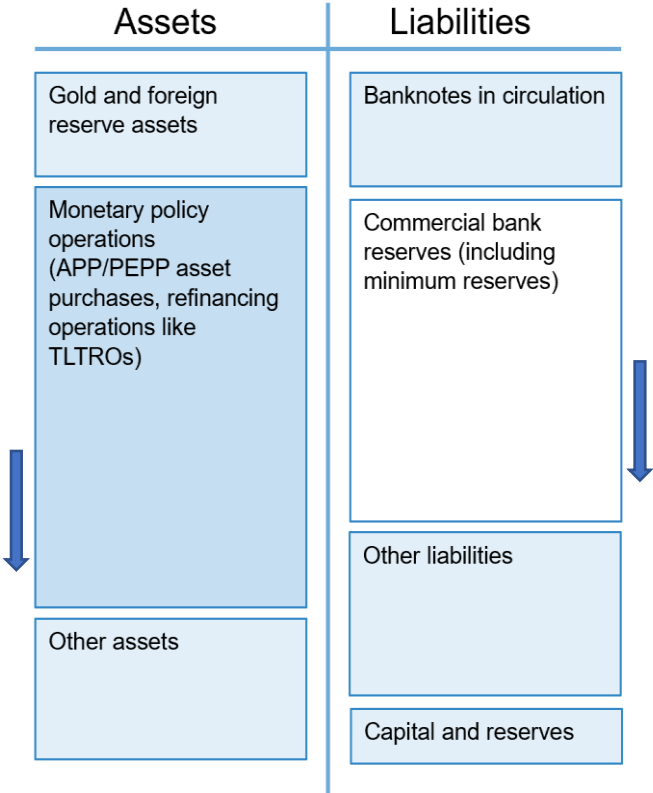 Assets
Gold and foreign
reserve assets
Monetary policy
operations
(APP/PEPP asset
purchases, refinancing
operations like
TLTROs)
Other assets
Liabilities
Banknotes in circulation
Commercial bank
reserves (including
minimum reserves)
Other liabilities
Capital and reserves